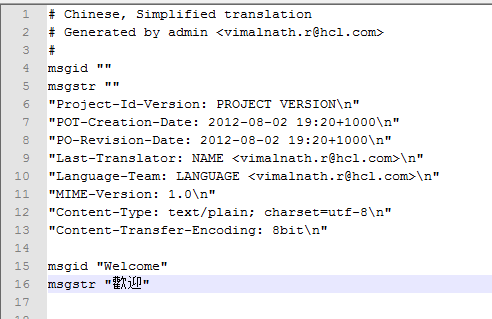 1 # Chinese, Simplified translation
2 # Generated by admin <vimalnath.r@hcl.com>
3 #
4 msgid ""
5 msgstr ""
6 "Project-Id-Version: PROJECT VERSION\n"
7 "POT-Creation-Date: 2012-08-02 19:20+1000\n"
8 "PO-Revision-Date: 2012-08-02 19:20+1000\n"
9 "Last-Translator: NAME <vimalnath.r@hcl.com>\n"
10 "Language-Team: LANGUAGE <vimalnath.r@hcl.com>\n"
11 "MIME-Version: 1.0\n"
12 "Content-Type: text/plain; charset=utf-8\n"
13 "Content-Transfer-Encoding: 8bit\n"
14
15 msgid "Welcome"
16 msgstr "歡迎"
17
18